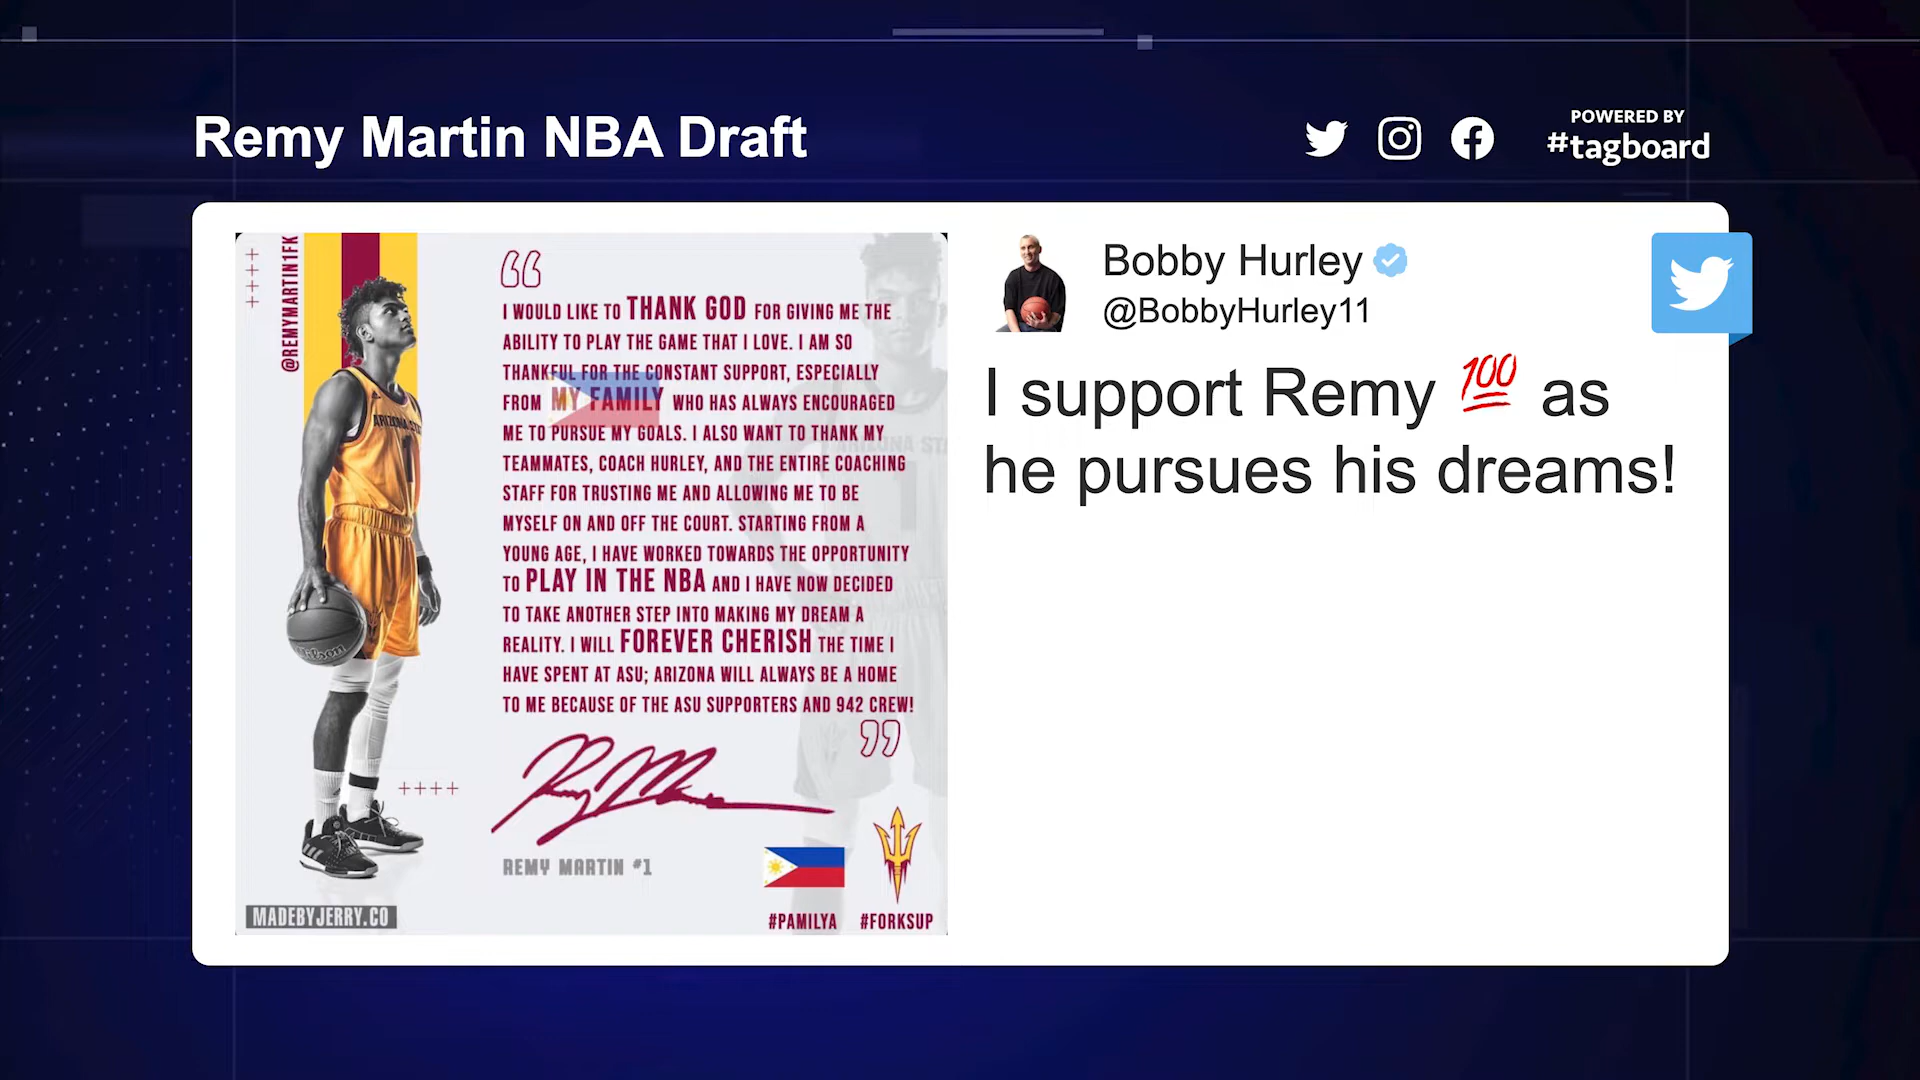 Remy Martin NBA Draft
POWERED BY
#tagboard
@REMYMARTIN1FK
I WOULD LIKE TO THANK GOD FOR GIVING ME THE
ABILITY TO PLAY THE GAME THAT I LOVE. I AM SO
THANKFUL FOR THE CONSTANT SUPPORT, ESPECIALLY
FROM MY FAMILY WHO HAS ALWAYS ENCOURAGED
ME TO PURSUE MY GOALS. I ALSO WANT TO THANK MY
TEAMMATES, COACH HURLEY, AND THE ENTIRE COACHING
STAFF FOR TRUSTING ME AND ALLOWING ME TO BE
MYSELF ON AND OFF THE COURT. STARTING FROM A
YOUNG AGE, I HAVE WORKED TOWARDS THE OPPORTUNITY
TO PLAY IN THE NBA AND I HAVE NOW DECIDED
TO TAKE ANOTHER STEP INTO MAKING MY DREAM A
REALITY. I WILL FOREVER CHERISH THE TIME I
HAVE SPENT AT ASU; ARIZONA WILL ALWAYS BE A HOME
TO ME BECAUSE OF THE ASU SUPPORTERS AND 942 CREW!
REMY MARTIN #1
#PAMILYA #FORKSUP
MADEBYJERRY.CO
Wilson
Bobby Hurley
@BobbyHurley11
I support Remy 💯 as
he pursues his dreams!